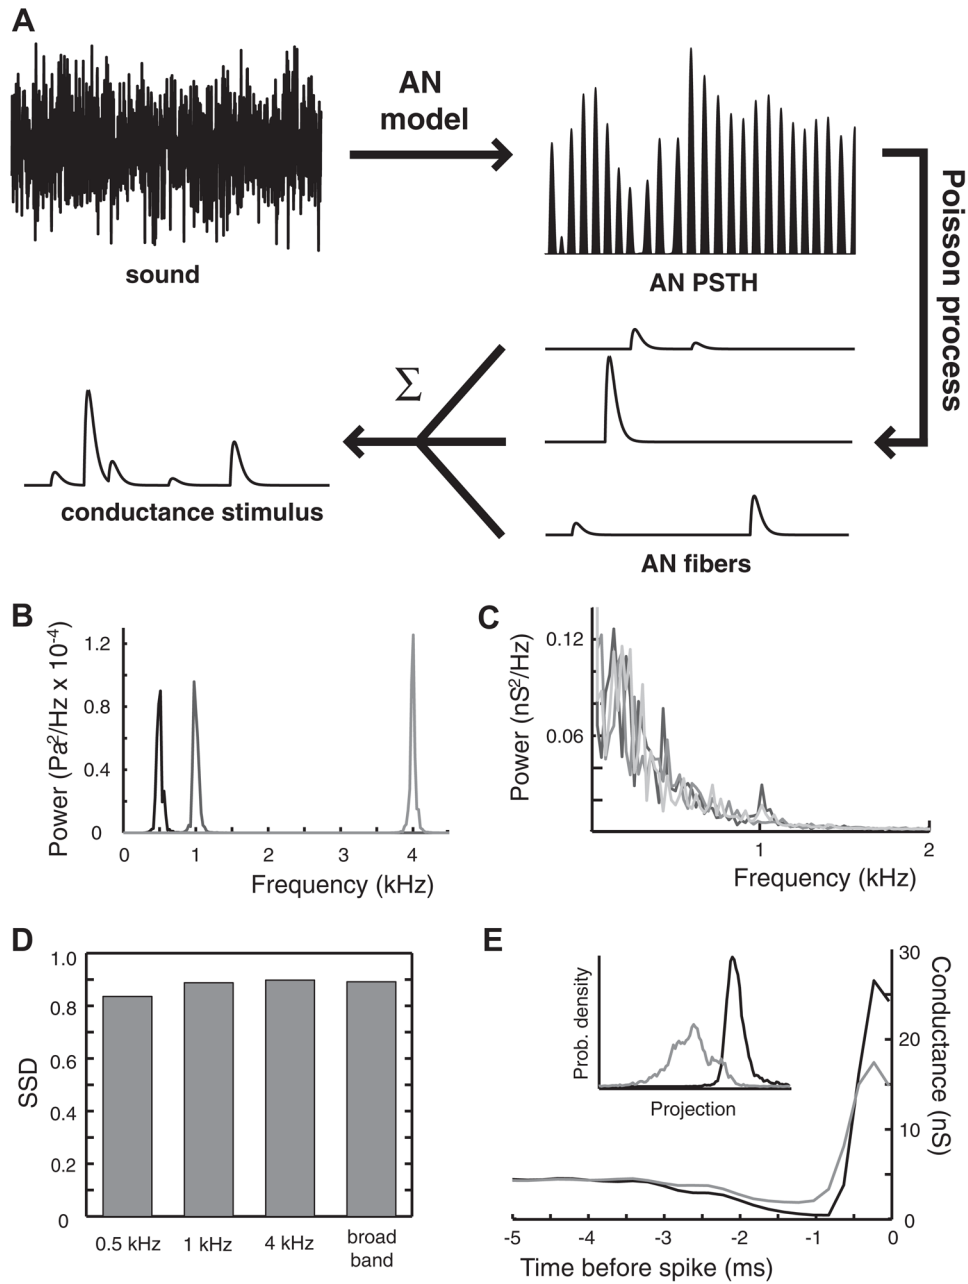 A
AN
model
sound
AN PSTH
Poisson process
Σ
conductance stimulus
AN fibers
B
Power (Pa²/Hz x 10⁻⁴)
1.2
0.8
0.4
0
0 1 2 3 4
Frequency (kHz)
C
Power (nS²/Hz)
0.12
0.06
1 2
Frequency (kHz)
D
SSD
1.0
0.8
0.6
0.4
0.2
0
0.5 kHz 1 kHz 4 kHz broad
band
E
Prob. density
Projection
30
20
10
0
Conductance (nS)
-5 -4 -3 -2 -1 0
Time before spike (ms)